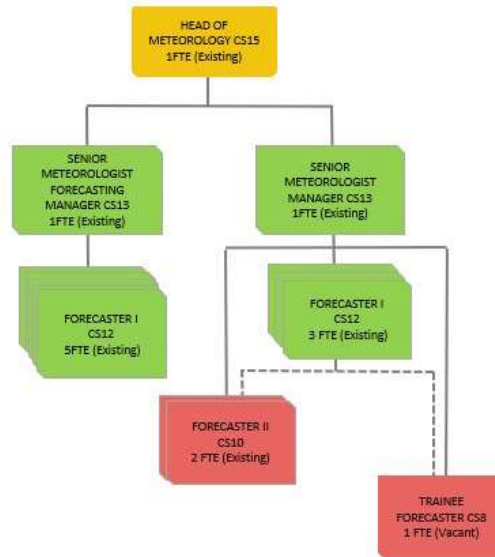 HEAD OF
METEOROLOGY CS15
1FTE (Existing)
SENIOR
METEOROLOGIST
FORECASTING
MANAGER CS13
1FTE (Existing)
SENIOR
METEOROLOGIST
MANAGER CS13
1FTE (Existing)
FORECASTER I
CS12
5FTE (Existing)
FORECASTER I
CS12
3 FTE (Existing)
FORECASTER II
CS10
2 FTE (Existing)
TRAINEE
FORECASTER CS8
1 FTE (Vacant)